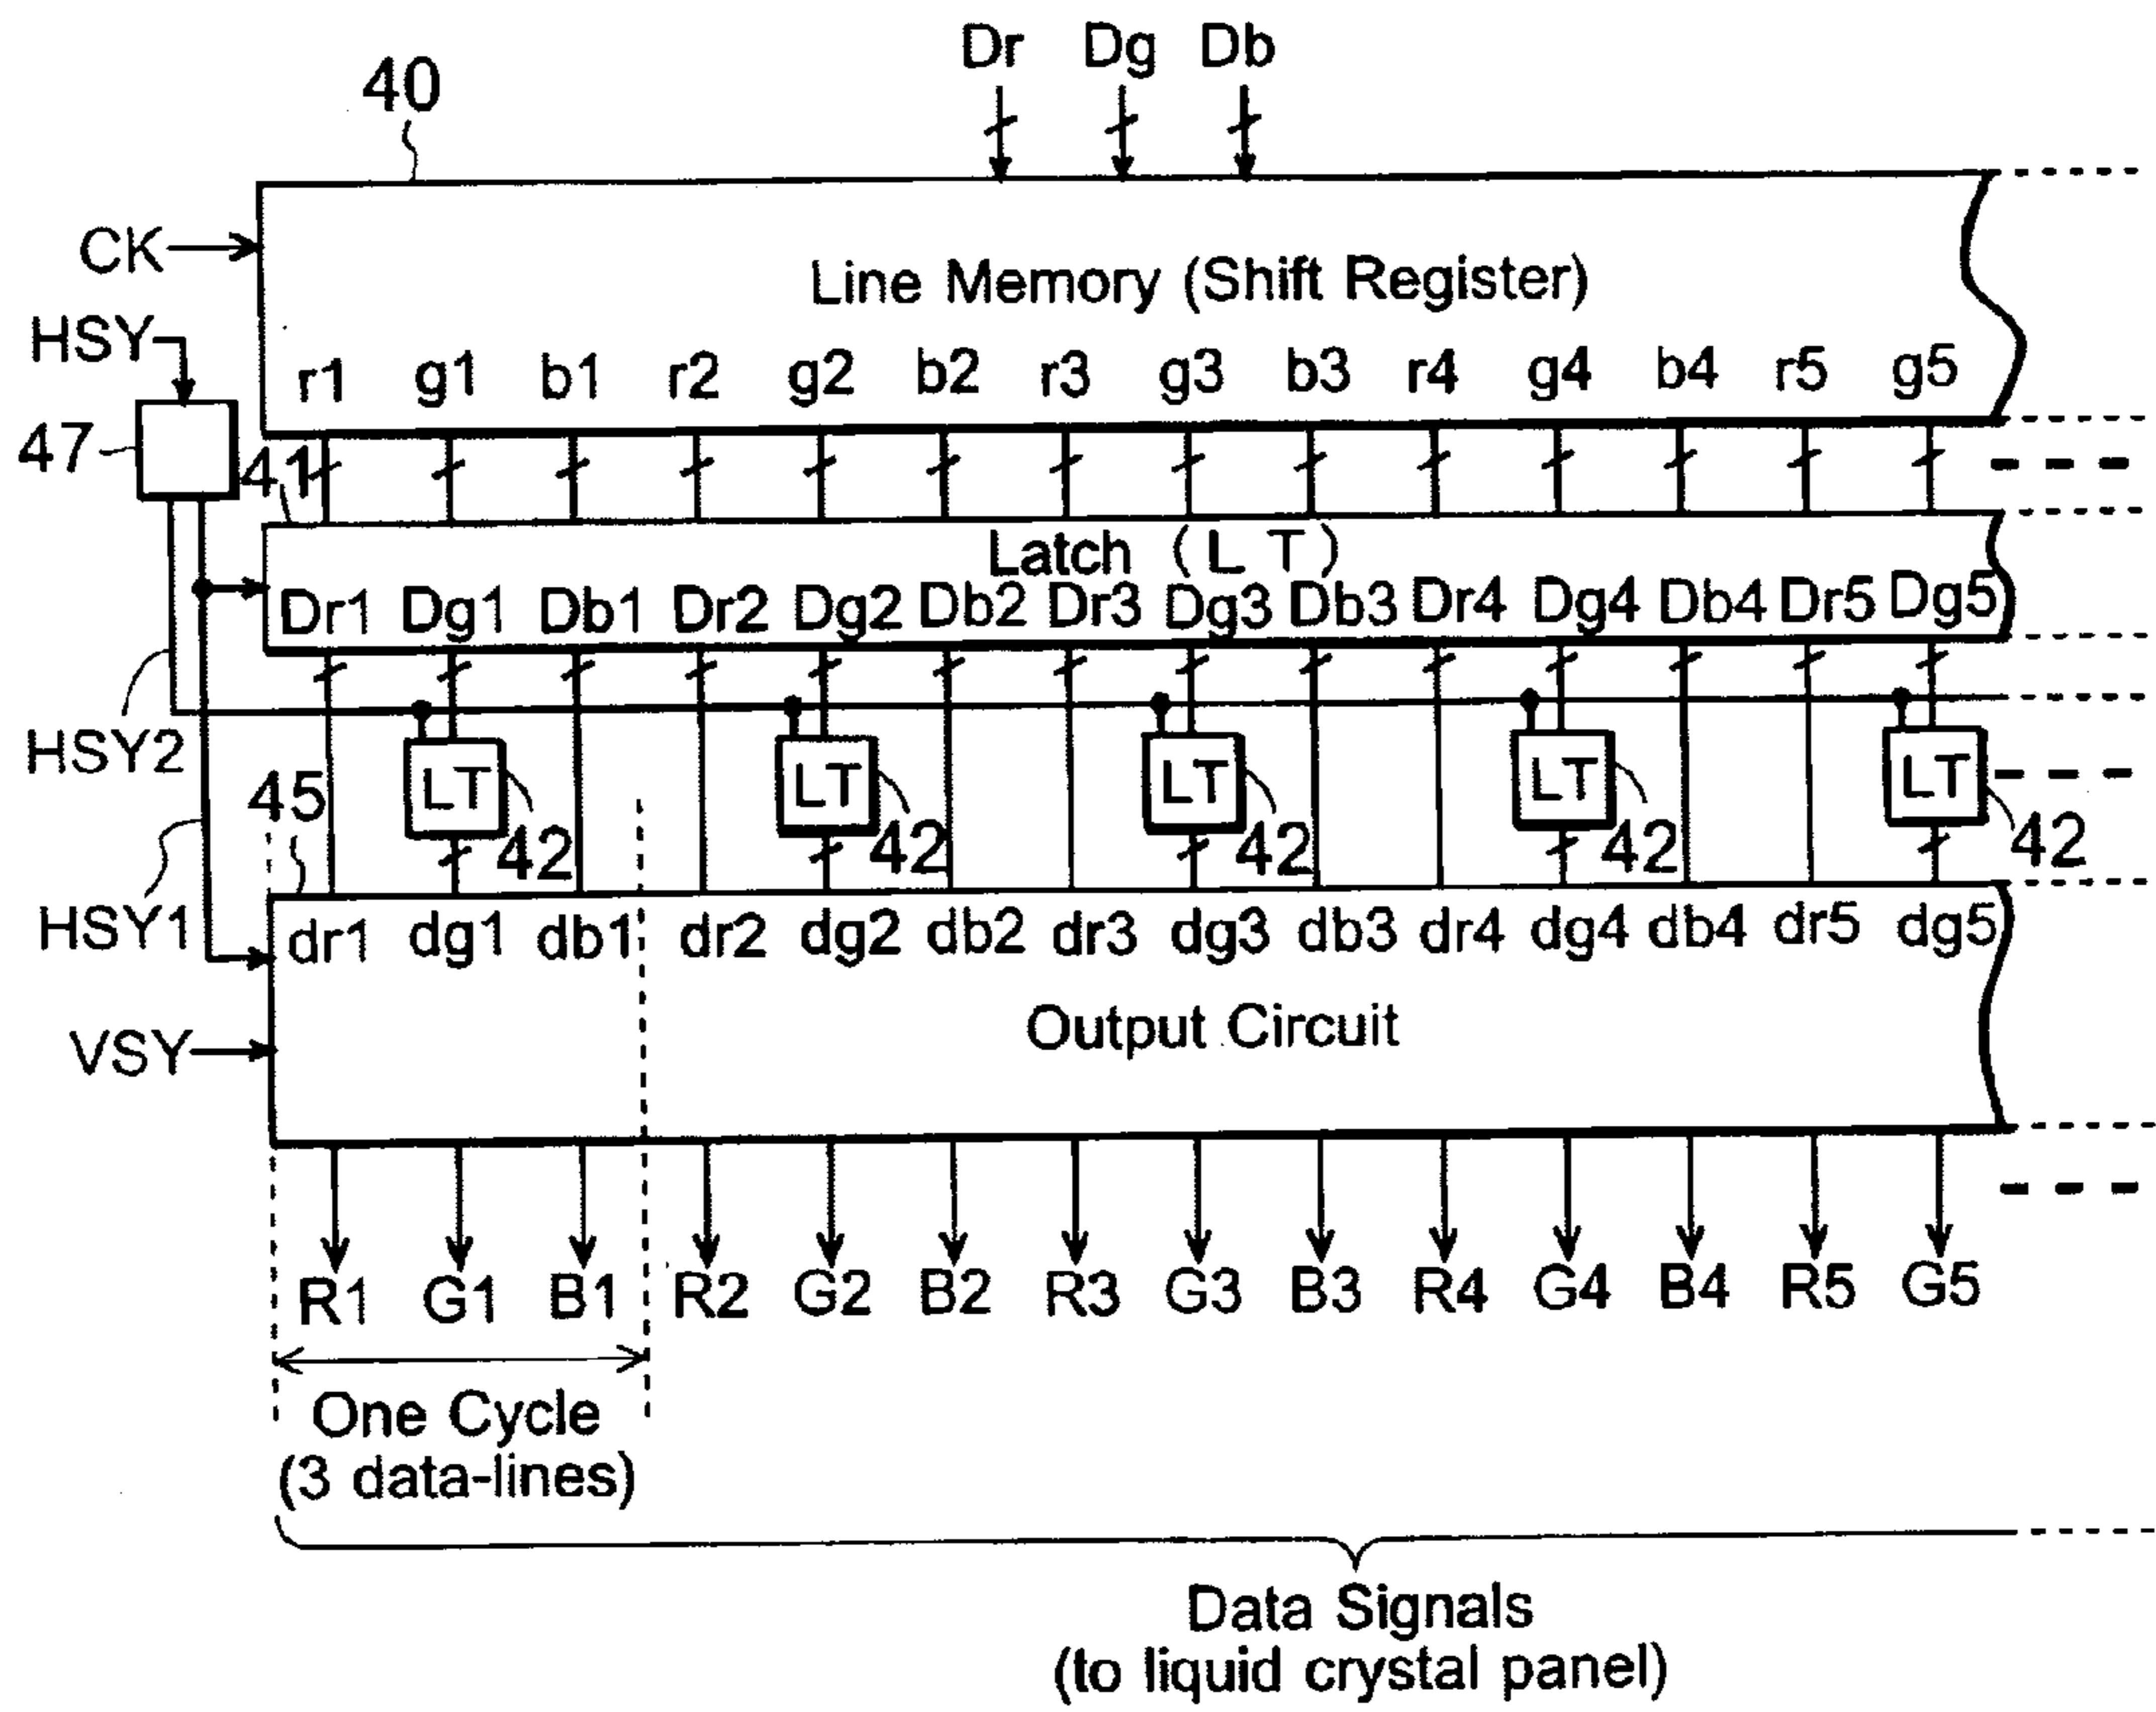 Dr Dg Db
40
CK
Line Memory (Shift Register)
HSY
r1 g1 b1 r2 g2 b2 r3 g3 b3 r4 g4 b4 r5 g5
47
41
Latch (LT)
Dr1 Dg1 Db1 Dr2 Dg2 Db2 Dr3 Dg3 Db3 Dr4 Dg4 Db4 Dr5 Dg5
HSY2
LT LT LT LT LT
45
42 42 42 42 42
HSY1
dr1 dg1 db1 dr2 dg2 db2 dr3 dg3 db3 dr4 dg4 db4 dr5 dg5
Output Circuit
VSY
R1 G1 B1 R2 G2 B2 R3 G3 B3 R4 G4 B4 R5 G5
One Cycle
(3 data-lines)
Data Signals
(to liquid crystal panel)